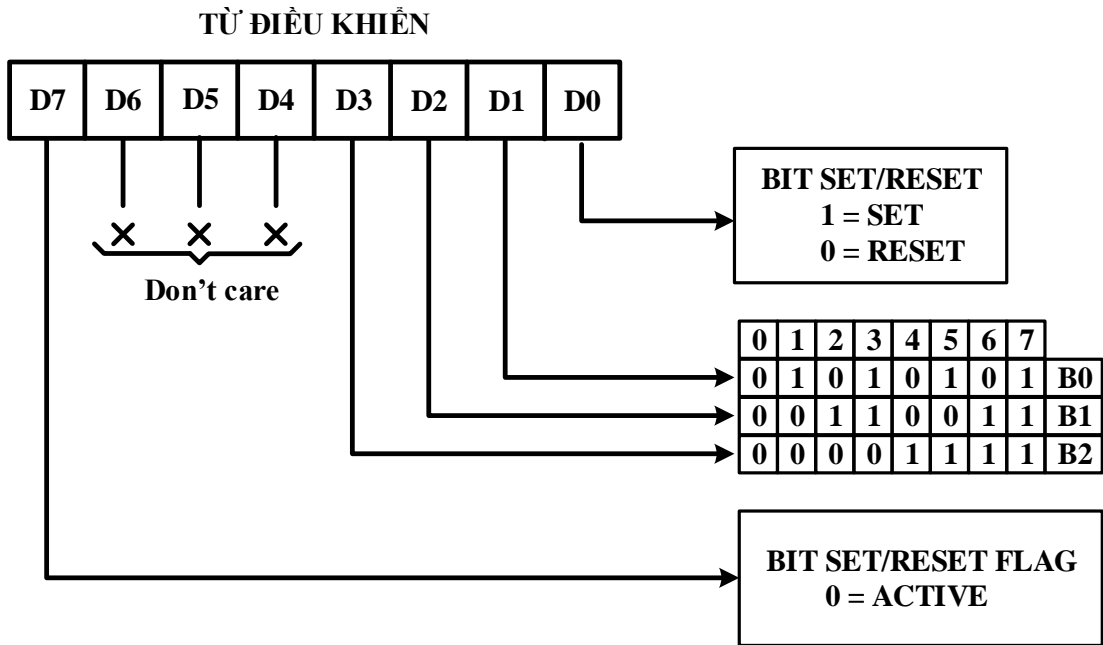 TỪ ĐIỀU KHIỂN
D7 D6 D5 D4 D3 D2 D1 D0
BIT SET/RESET
1 = SET
0 = RESET
Don't care
0 1 2 3 4 5 6 7
0 1 0 1 0 1 0 1 B0
0 0 1 1 0 0 1 1 B1
0 0 0 0 1 1 1 1 B2
BIT SET/RESET FLAG
0 = ACTIVE